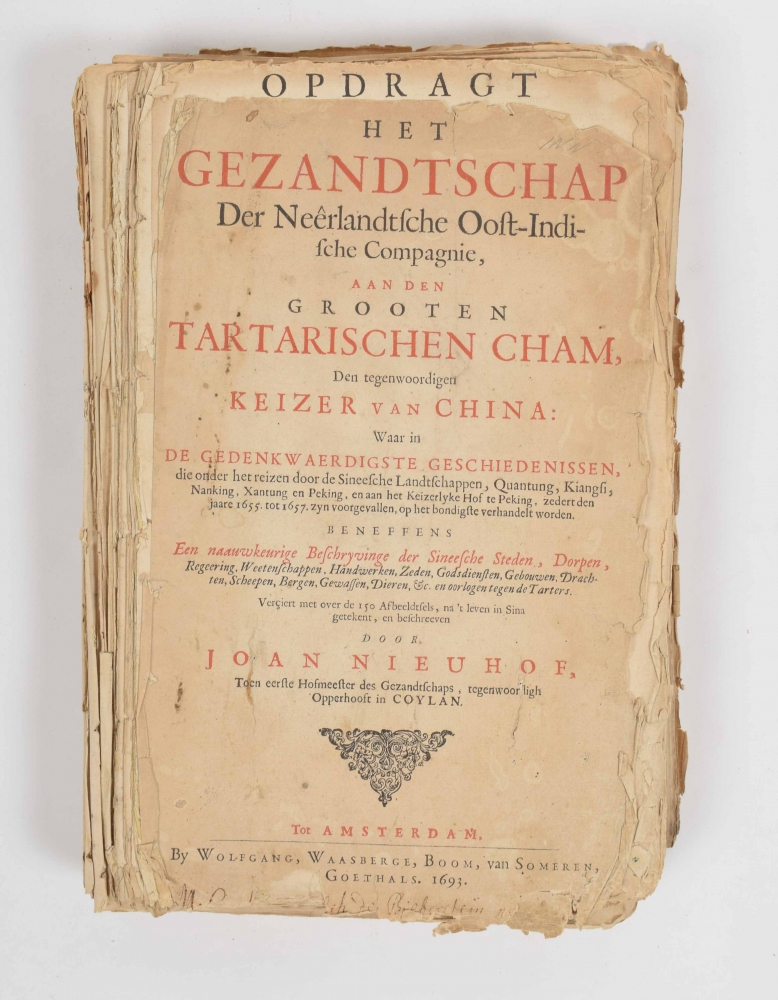 OPDRAGT
HET
GEZANDTSCHAP
Der Neêrlandtſche Ooſt-Indi-
ſche Compagnie,
AAN DEN
GROOTEN
TARTARISCHEN CHAM,
Den tegenwoordigen
KEIZER VAN CHINA:
Waar in
DE GEDENKWAERDIGSTE GESCHIEDENISSEN,
die onder het reizen door de Sineeſche Landtſchappen, Quantung, Kiangſi,
Nanking, Xantung en Peking, en aan het Keizerlyke Hof te Peking, zedert den
jaare 1655. tot 1657. zyn voorgevallen, op het bondigſte verhandelt worden.
BENEFFENS
Een naauwkeurige Beſchryvinge der Sineeſche Steden, Dorpen,
Regeering, Weetenſchappen, Handwerken, Zeden, Godsdienſten, Gebouwen, Drach-
ten, Scheepen, Bergen, Gewaſſen, Dieren, &c. en oorlogen tegen de Tarters.
Verçiert met over de 150 Afbeeldtſels, na 't leven in Sina
getekent, en beſchreeven
DOOR
JOAN NIEUHOF,
Toen eerſte Hofmeeſter des Gezandtſchaps, tegenwoor ligh
Opperhooft in COYLAN.
Tot AMSTERDAM,
By WOLFGANG, WAASBERGE, BOOM, van SOMEREN,
GOETHALS. 1693.